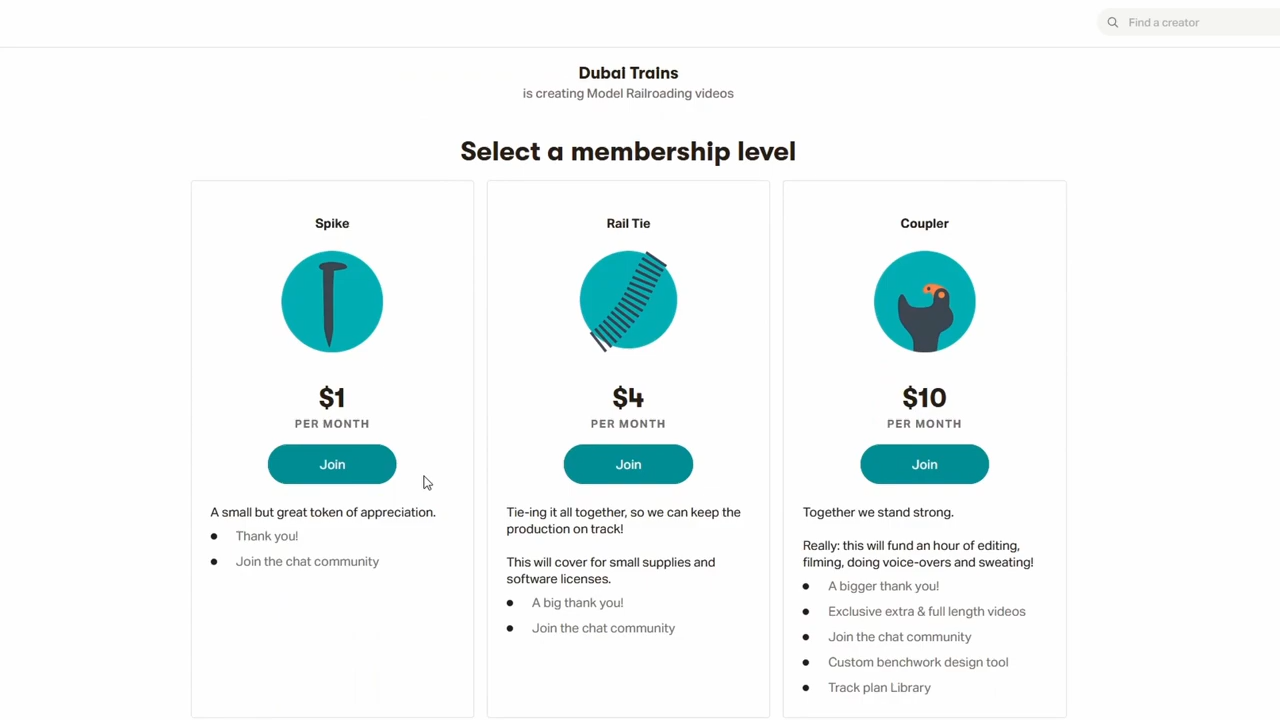 Find a creator
Dubai Trains
is creating Model Railroading videos
Select a membership level
Spike
$1
PER MONTH
Join
A small but great token of appreciation.
Thank you!
Join the chat community
Rail Tie
$4
PER MONTH
Join
Tie-ing it all together, so we can keep the
production on track!
This will cover for small supplies and
software licenses.
A big thank you!
Join the chat community
Coupler
$10
PER MONTH
Join
Together we stand strong.
Really: this will fund an hour of editing,
filming, doing voice-overs and sweating!
A bigger thank you!
Exclusive extra & full length videos
Join the chat community
Custom benchwork design tool
Track plan Library